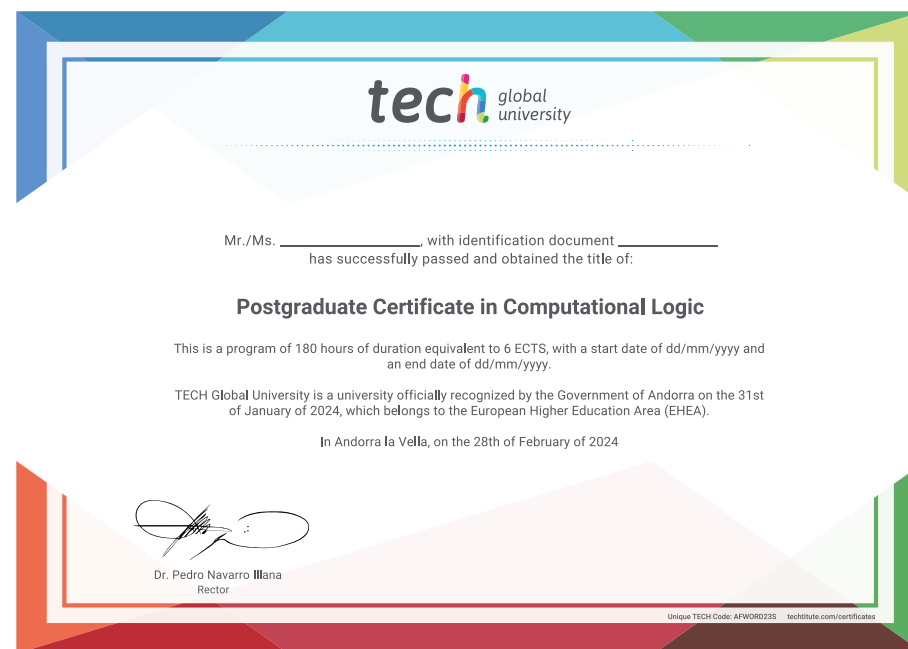 tech global university
Mr./Ms. ____________________, with identification document ______________
has successfully passed and obtained the title of:
Postgraduate Certificate in Computational Logic
This is a program of 180 hours of duration equivalent to 6 ECTS, with a start date of dd/mm/yyyy and
an end date of dd/mm/yyyy.
TECH Global University is a university officially recognized by the Government of Andorra on the 31st
of January of 2024, which belongs to the European Higher Education Area (EHEA).
In Andorra la Vella, on the 28th of February of 2024
Dr. Pedro Navarro Illana
Rector
Unique TECH Code: AFWORD23S techtitute.com/certificates